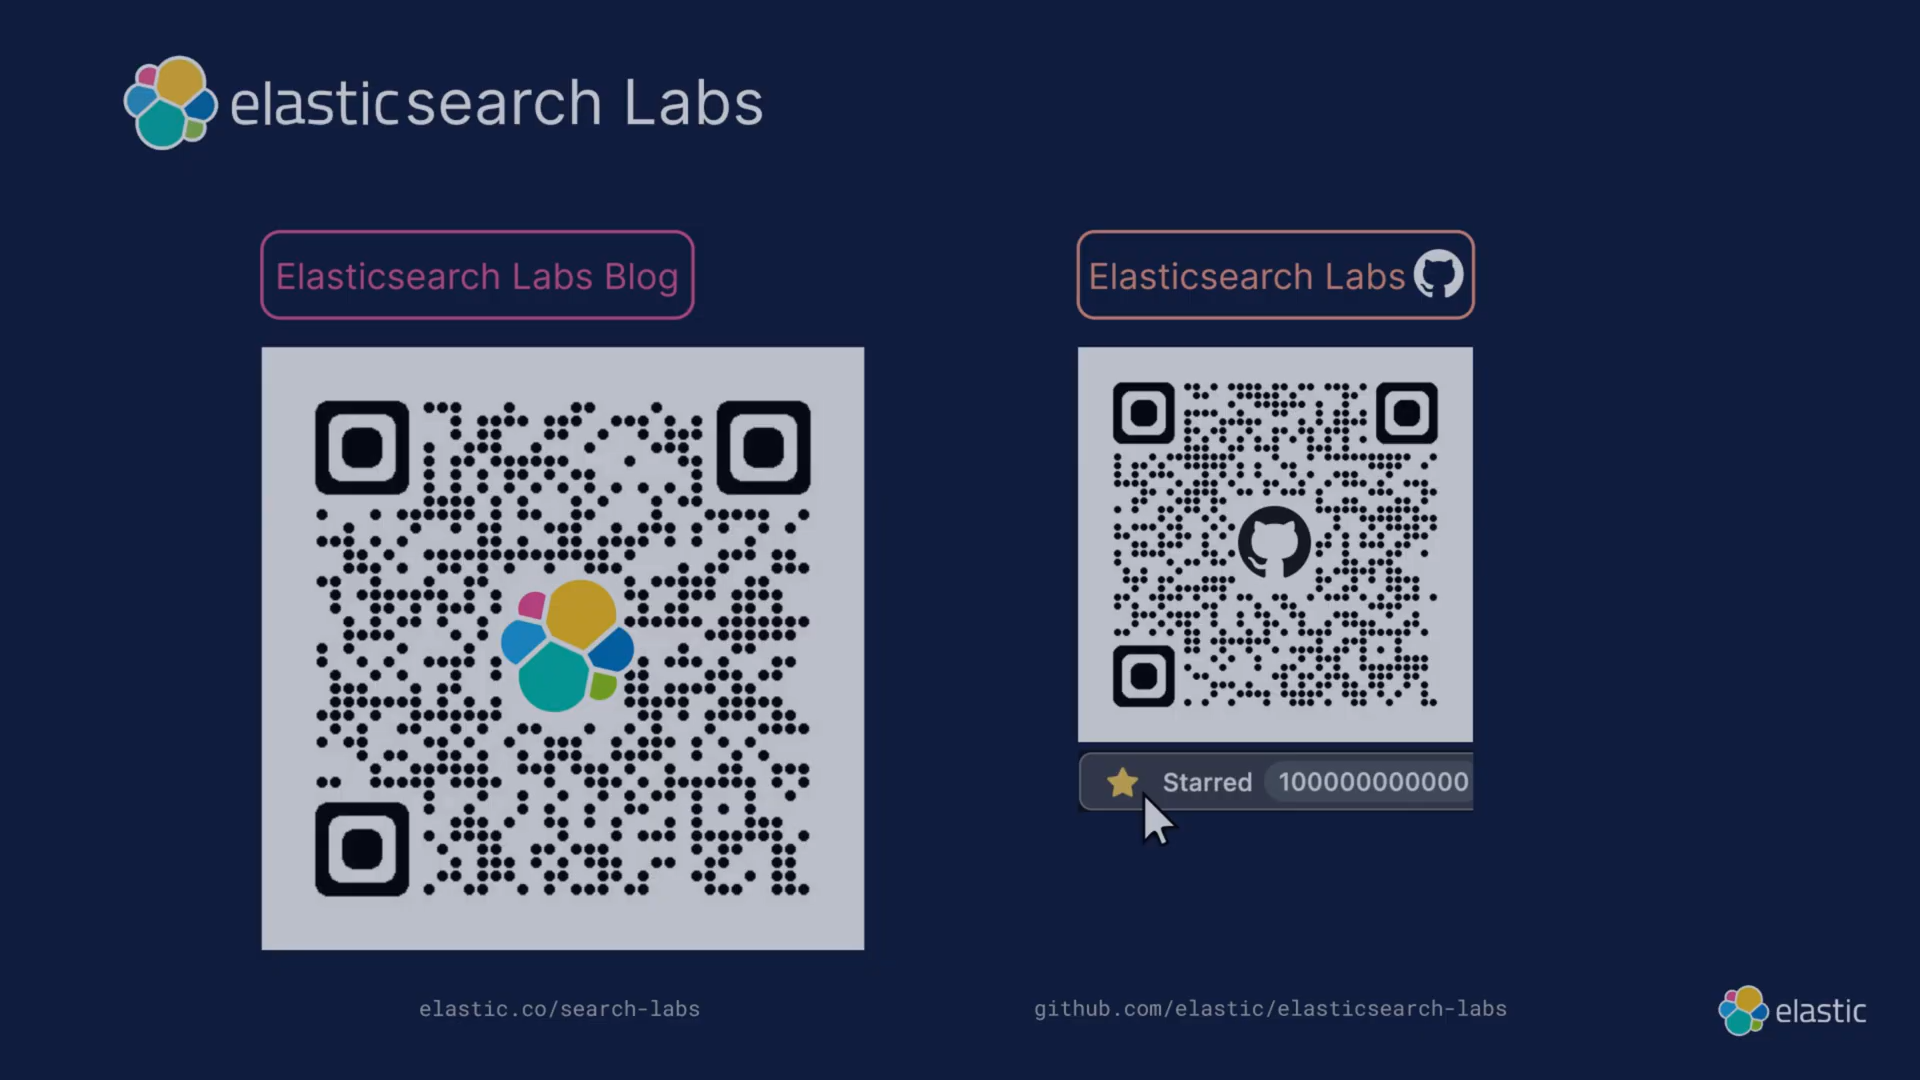 elasticsearch Labs
Elasticsearch Labs Blog
Elasticsearch Labs
Starred 100000000000
elastic.co/search-labs
github.com/elastic/elasticsearch-labs
elastic